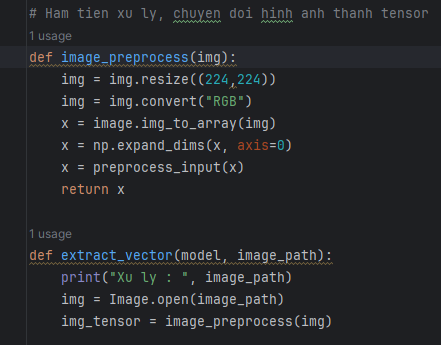 # Ham tien xu ly, chuyen doi hinh anh thanh tensor
1 usage
def image_preprocess(img):
    img = img.resize((224,224))
    img = img.convert("RGB")
    x = image.img_to_array(img)
    x = np.expand_dims(x, axis=0)
    x = preprocess_input(x)
    return x
1 usage
def extract_vector(model, image_path):
    print("Xu ly : ", image_path)
    img = Image.open(image_path)
    img_tensor = image_preprocess(img)